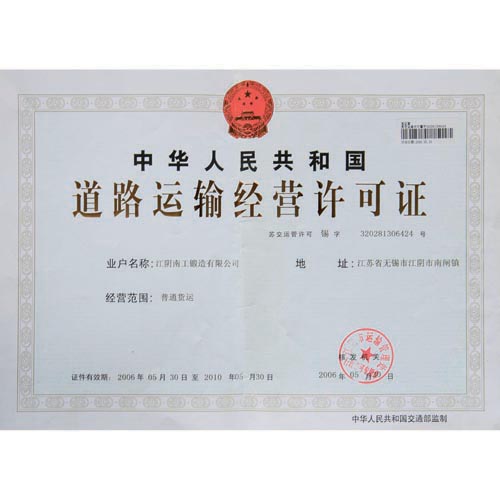 中华人民共和国
道路运输经营许可证
苏交运管许可 锡 字 320281306424 号
业户名称：江阴南工锻造有限公司 地 址：江苏省无锡市江阴市南闸镇
经营范围：普通货运
核发机关
证件有效期：2006 年 05 月 30 日 至 2010 年 05 月 30 日 2006 年 05 月 日
中华人民共和国交通部监制